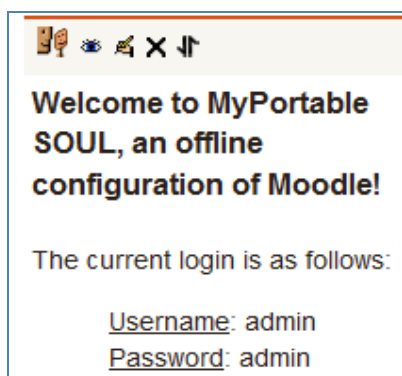 Welcome to MyPortable
SOUL, an offline
configuration of Moodle!
The current login is as follows:
Username: admin
Password: admin